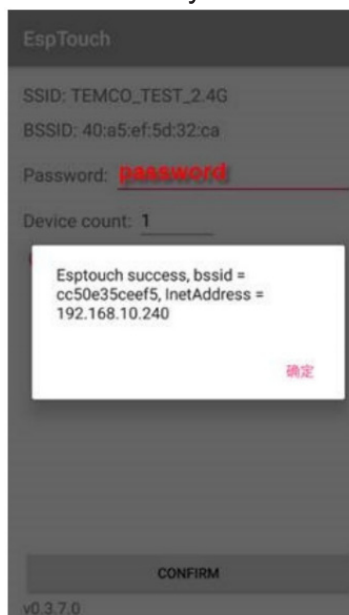 EspTouch
SSID: TEMCO_TEST_2.4G
BSSID: 40:a5:ef:5d:32:ca
Password: password
Device count: 1
Esptouch success, bssid =
cc50e35ceef5, InetAddress =
192.168.10.240
确定
CONFIRM
v0.3.7.0